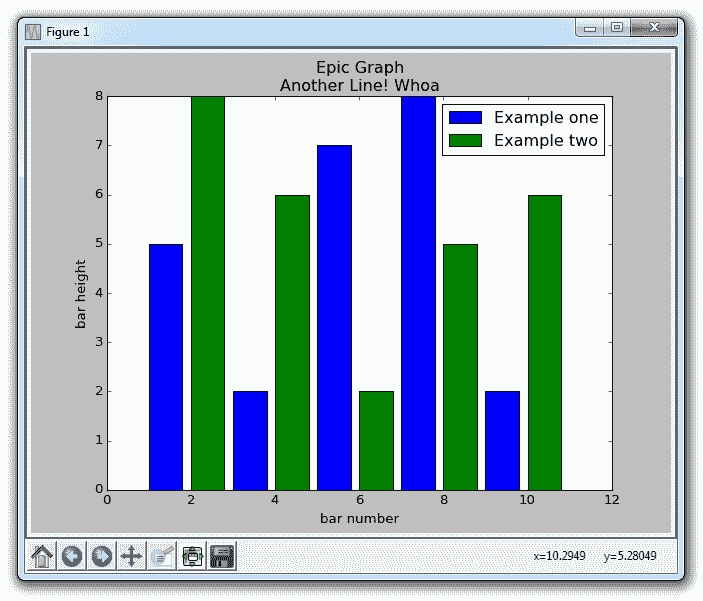 Figure 1
Epic Graph
Another Line! Whoa
Example one
Example two
8
7
6
5
4
3
2
1
0
bar height
0 2 4 6 8 10 12
bar number
x=10.2949 y=5.28049